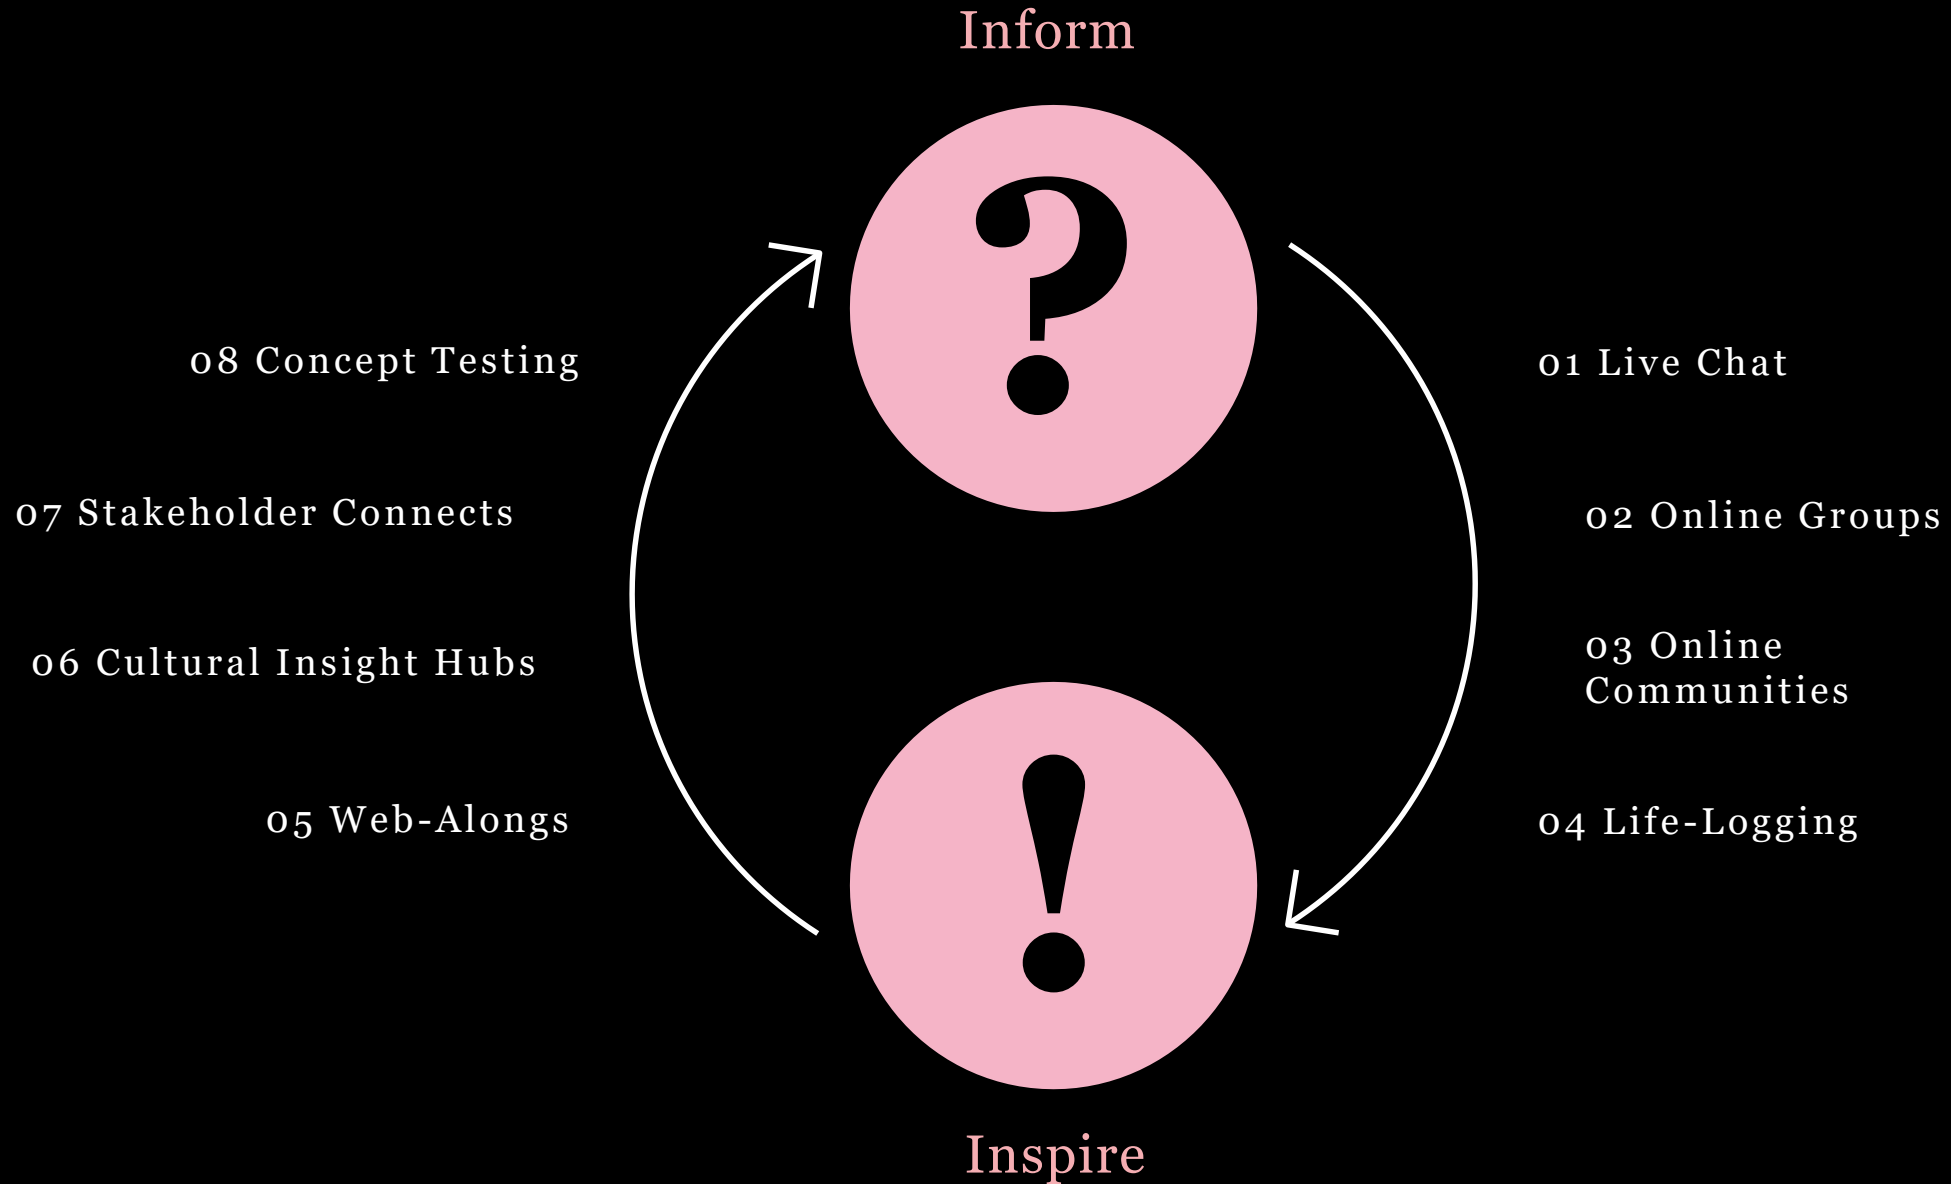 Inform
?
01 Live Chat
02 Online Groups
03 Online
Communities
04 Life-Logging
!
Inspire
05 Web-Alongs
06 Cultural Insight Hubs
07 Stakeholder Connects
08 Concept Testing